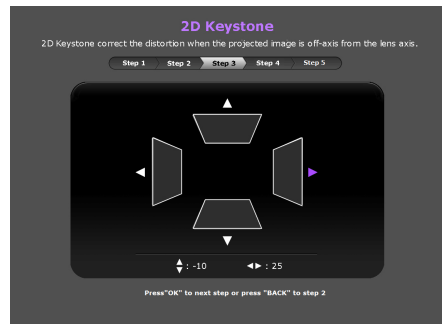 2D Keystone
2D Keystone correct the distortion when the projected image is off-axis from the lens axis.
Step 1 Step 2 Step 3 Step 4 Step 5
: -10 : 25
Press"OK" to next step or press "BACK" to step 2